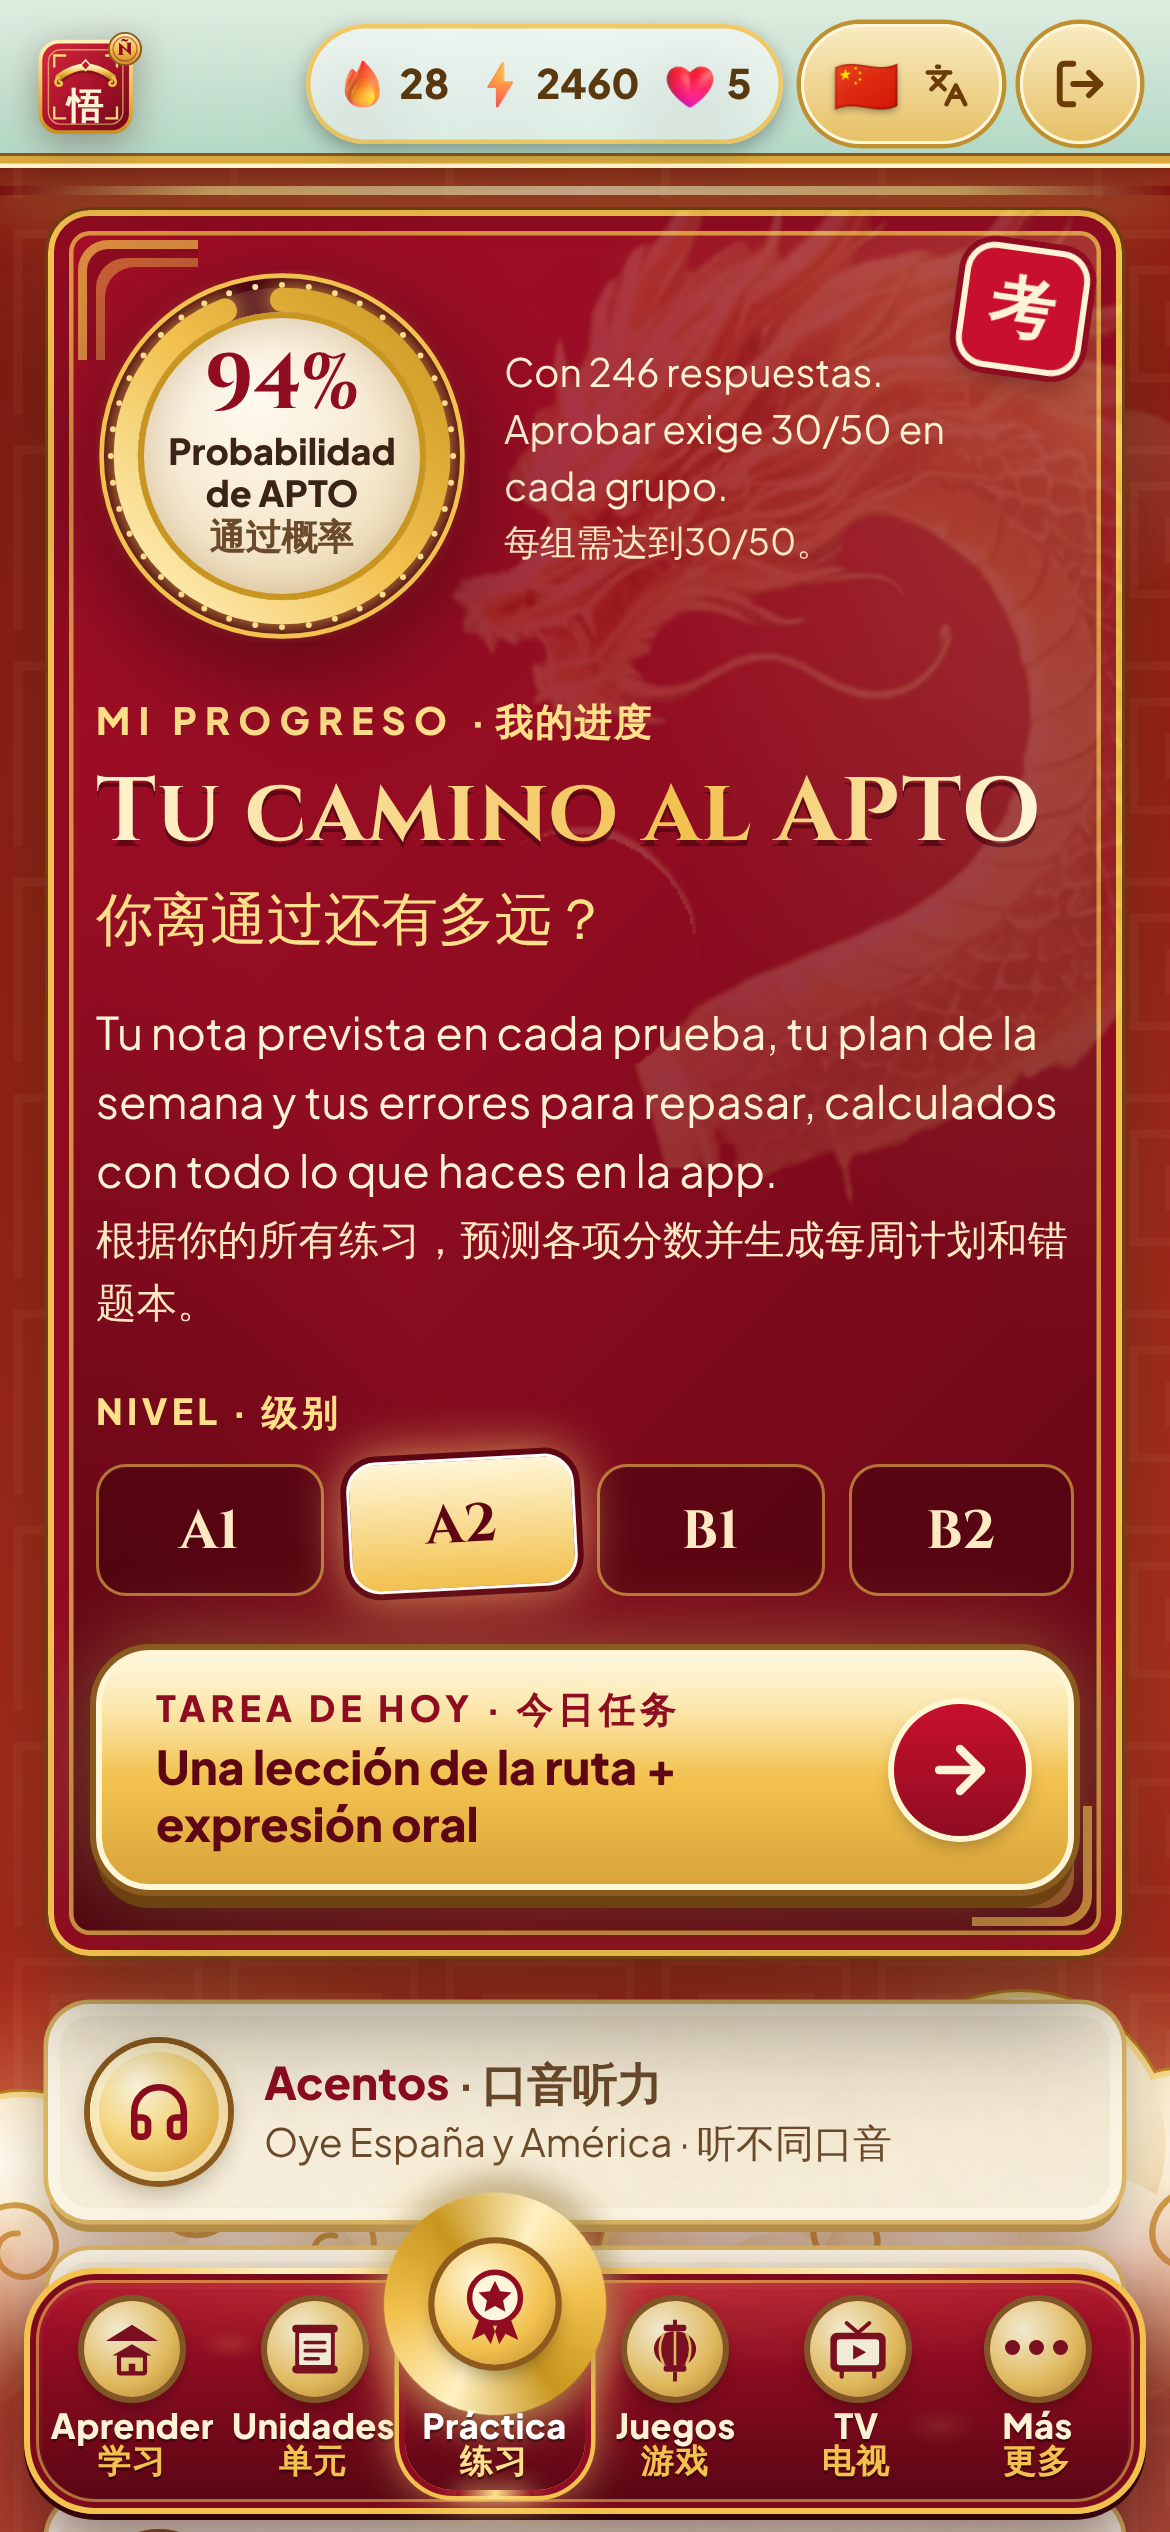 悟
Ñ
28
2460
5
文A
考
94%
Probabilidad
de APTO
通过概率
Con 246 respuestas.
Aprobar exige 30/50 en
cada grupo.
每组需达到30/50。
MI PROGRESO · 我的进度
TU CAMINO AL APTO
你离通过还有多远？
Tu nota prevista en cada prueba, tu plan de la
semana y tus errores para repasar, calculados
con todo lo que haces en la app.
根据你的所有练习，预测各项分数并生成每周计划和错
题本。
NIVEL · 级别
A1
A2
B1
B2
TAREA DE HOY · 今日任务
Una lección de la ruta +
expresión oral
Acentos · 口音听力
Oye España y América · 听不同口音
Aprender
学习
Unidades
单元
Práctica
练习
Juegos
游戏
TV
电视
Más
更多